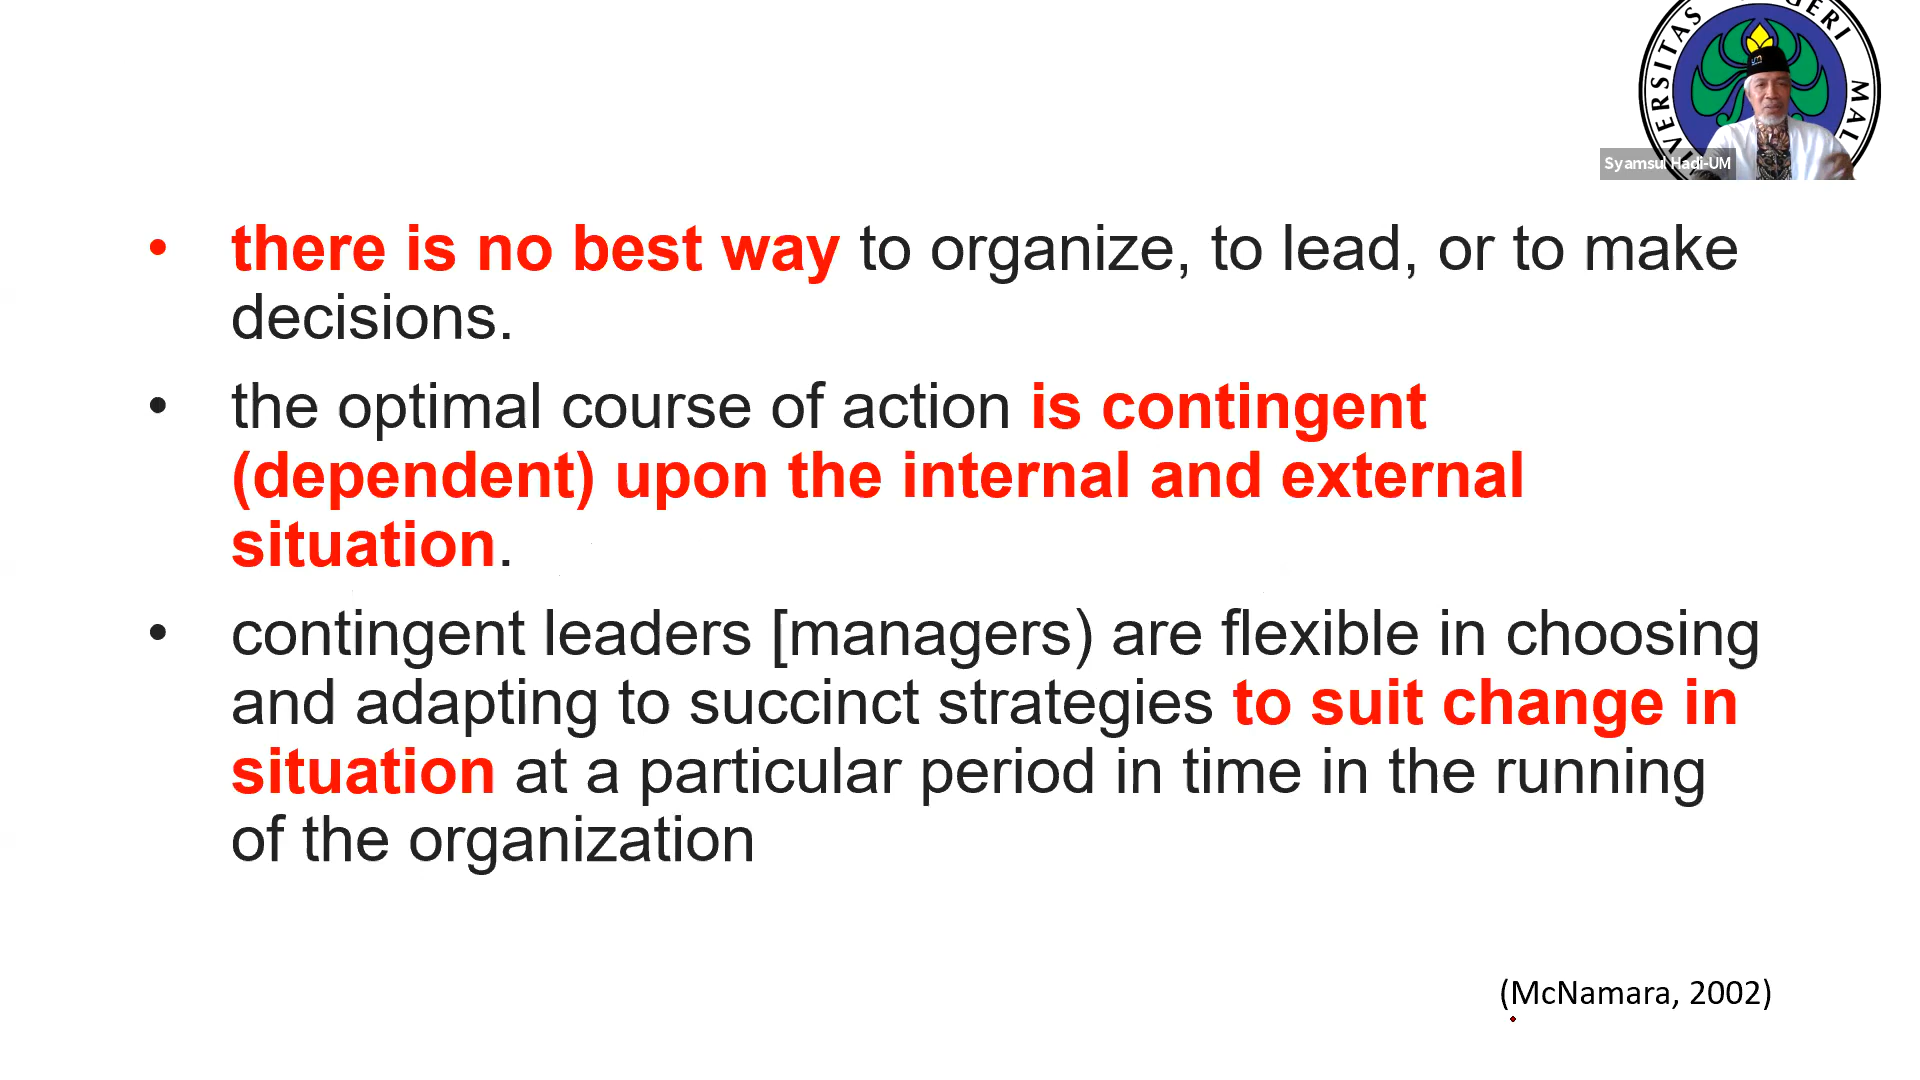 VERSITAS
GERI
MAL
Syamsul Hadi-UM
• there is no best way to organize, to lead, or to make
decisions.
• the optimal course of action is contingent
(dependent) upon the internal and external
situation.
• contingent leaders [managers) are flexible in choosing
and adapting to succinct strategies to suit change in
situation at a particular period in time in the running
of the organization
(McNamara, 2002)